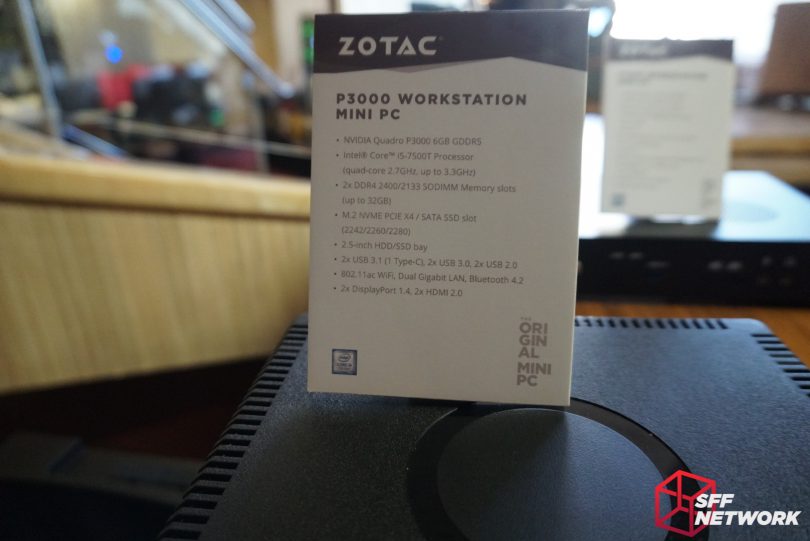 ZOTAC
P3000 WORKSTATION
MINI PC
• NVIDIA Quadro P3000 6GB GDDR5
• Intel® Core™ i5-7500T Processor
(quad-core 2.7GHz, up to 3.3GHz)
• 2x DDR4 2400/2133 SODIMM Memory slots
(up to 32GB)
• M.2 NVME PCIE X4 / SATA SSD slot
(2242/2260/2280)
• 2.5-inch HDD/SSD bay
• 2x USB 3.1 (1 Type-C), 2x USB 3.0, 2x USB 2.0
• 802.11ac WiFi, Dual Gigabit LAN, Bluetooth 4.2
• 2x DisplayPort 1.4, 2x HDMI 2.0
THE
ORI
GIN
AL
MINI
PC
SFF
NETWORK